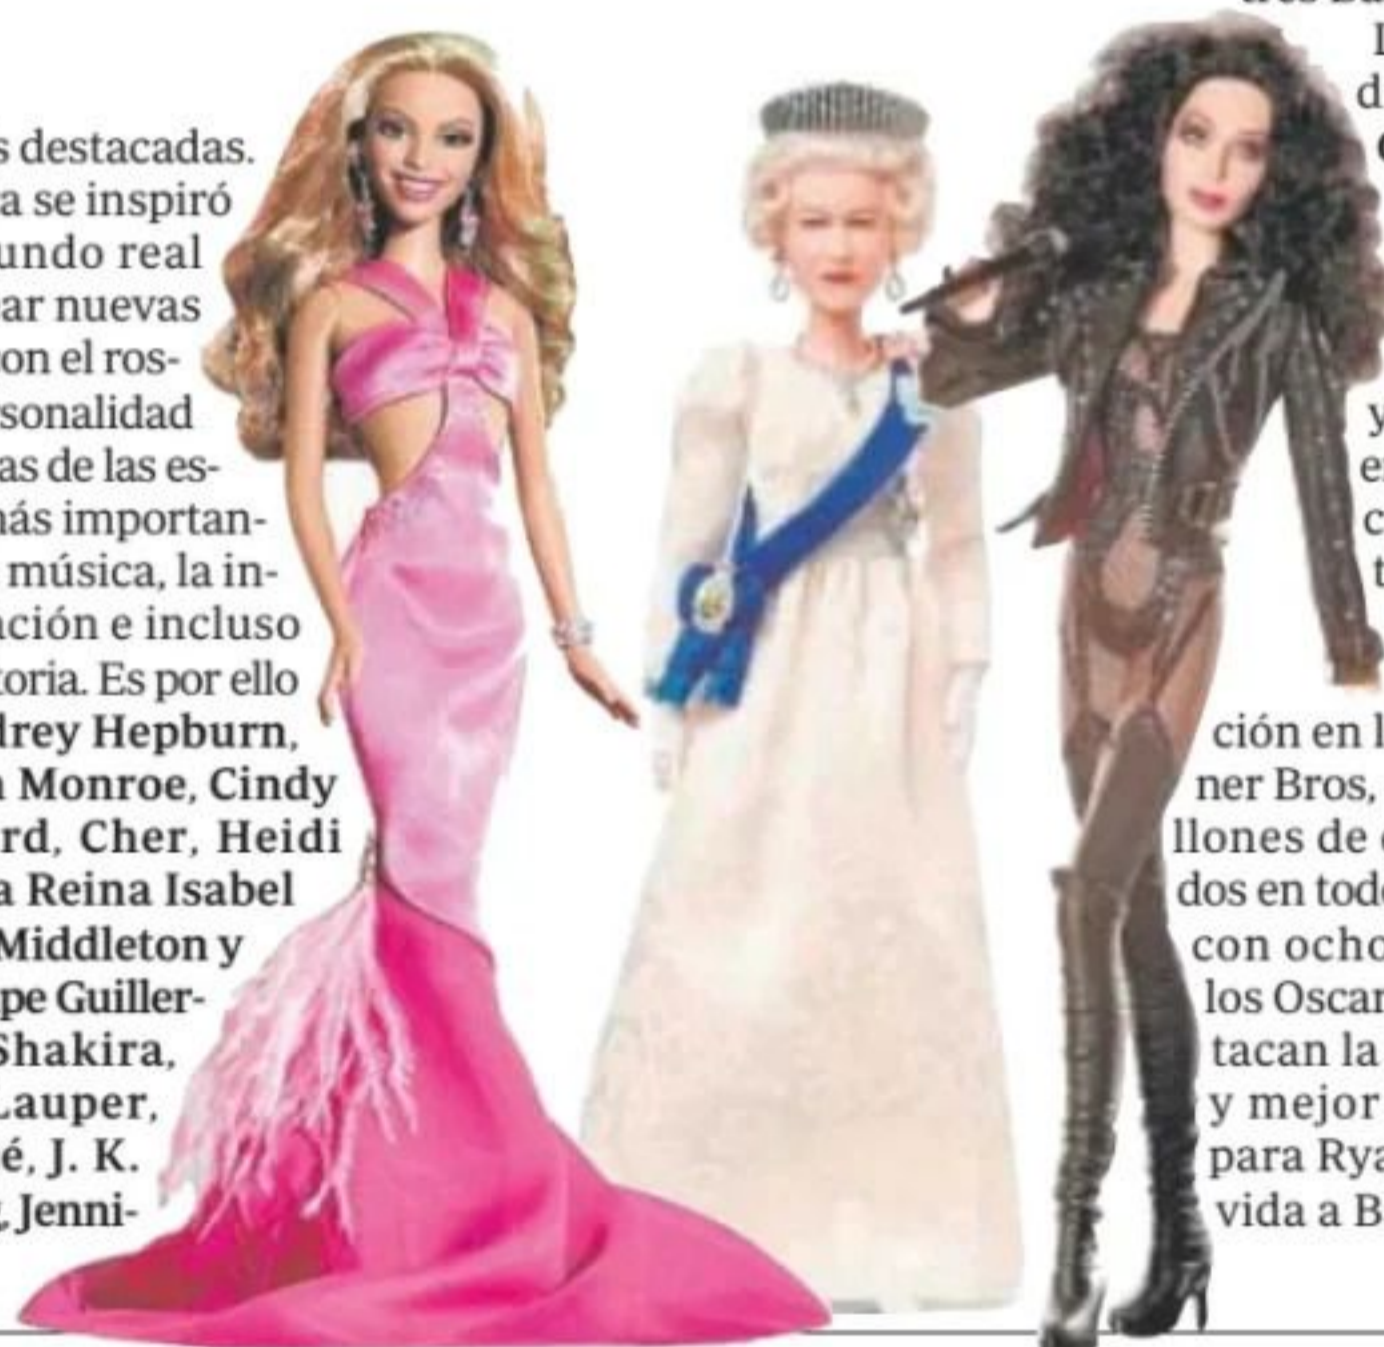 s destacadas.
a se inspiró
undo real
ar nuevas
on el ros-
sonalidad
as de las es-
más importan-
música, la in-
ación e incluso
toria. Es por ello
drey Hepburn,
n Monroe, Cindy
rd, Cher, Heidi
a Reina Isabel
Middleton y
pe Guiller-
Shakira,
Lauper,
é, J. K.
, Jenni-
d
y
e
c
t
ción en l
ner Bros,
llones de
dos en tod
con ocho
los Oscar
tacan la
y mejor
para Rya
vida a B